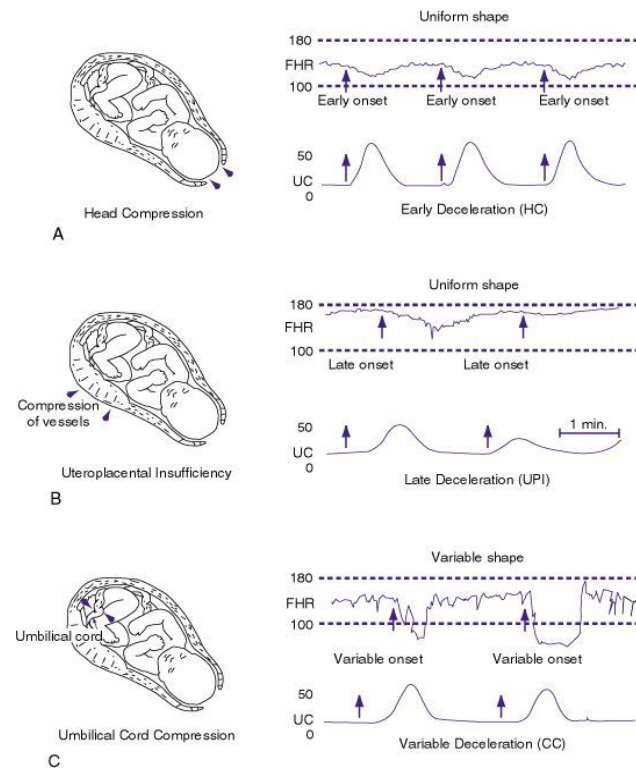 Uniform shape
180
FHR
100
Early onset Early onset Early onset
50
UC
0
Head Compression
Early Deceleration (HC)
A
Uniform shape
180
FHR
100
Late onset Late onset
Compression
of vessels
50
UC
0
1 min.
Uteroplacental Insufficiency
Late Deceleration (UPI)
B
Variable shape
180
FHR
100
Umbilical cord
Variable onset Variable onset
50
UC
0
Umbilical Cord Compression
Variable Deceleration (CC)
C